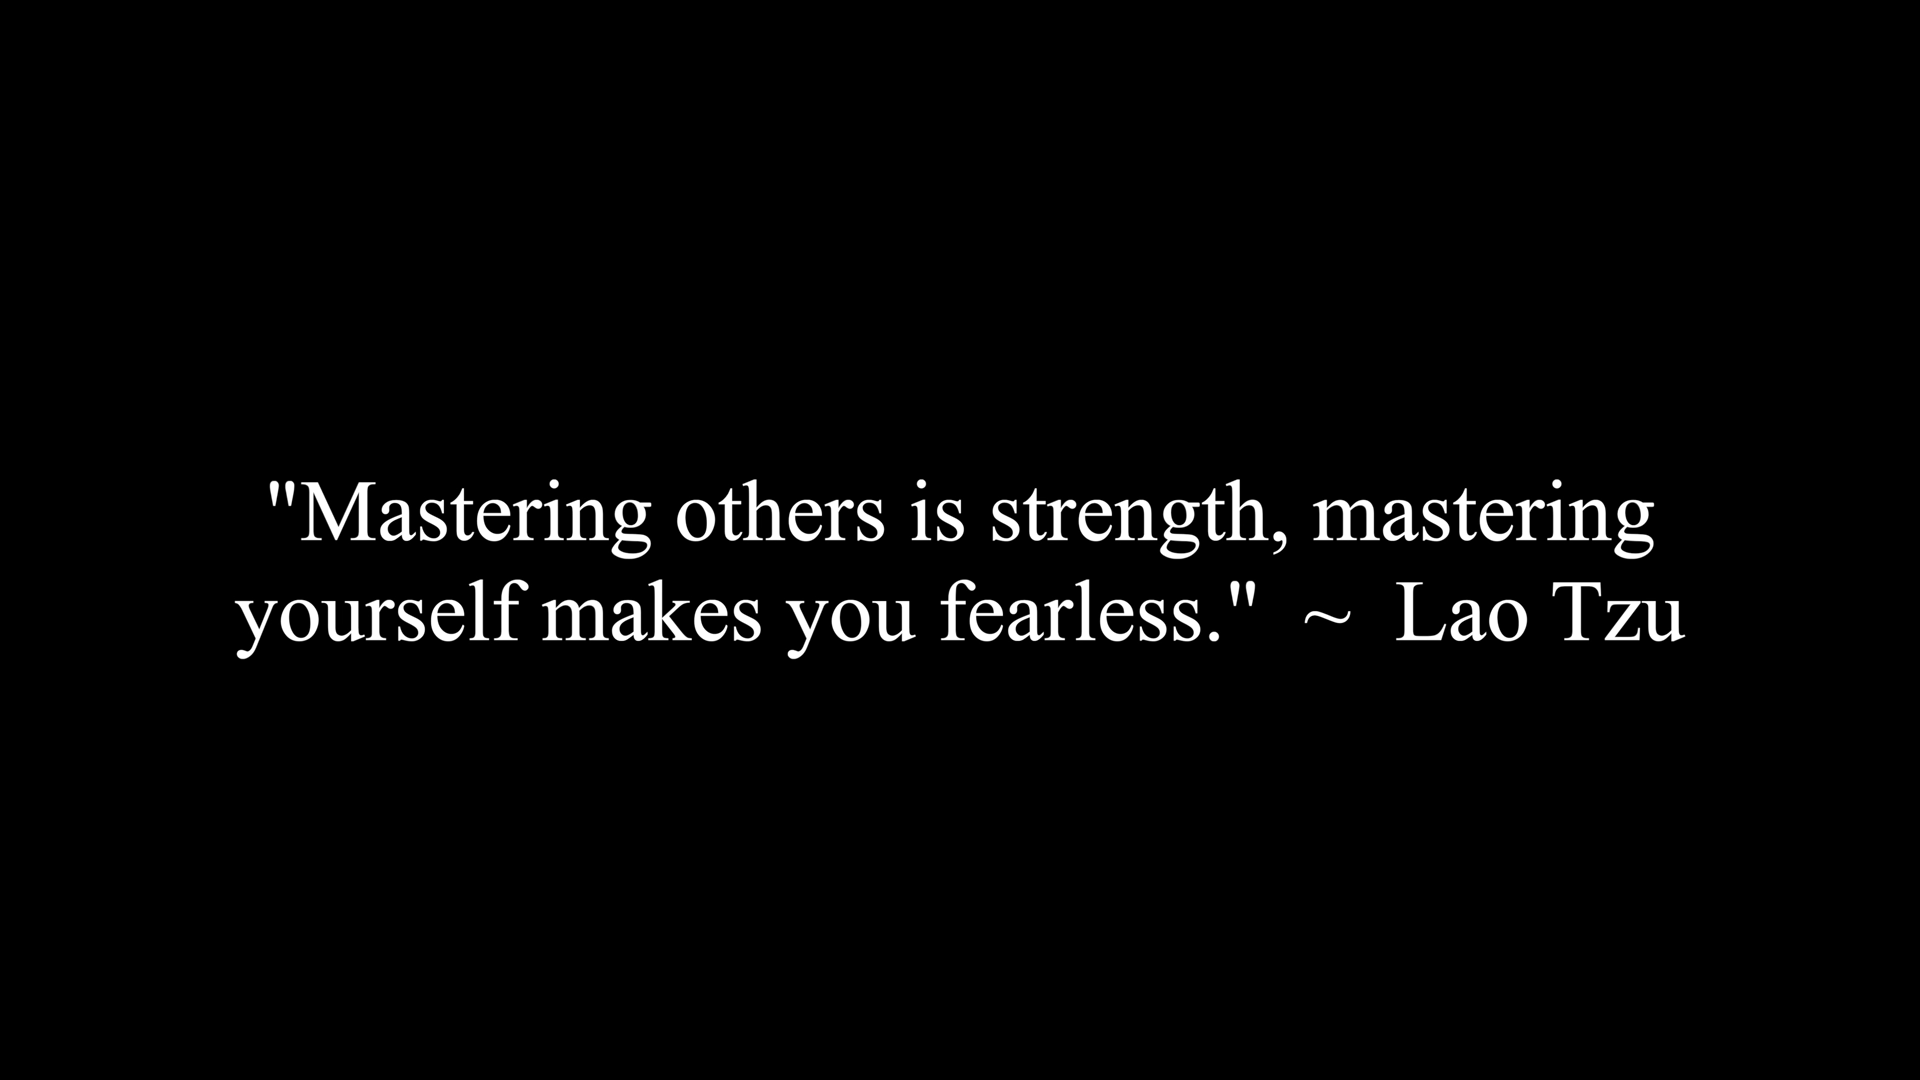 "Mastering others is strength, mastering
yourself makes you fearless."  ~  Lao Tzu